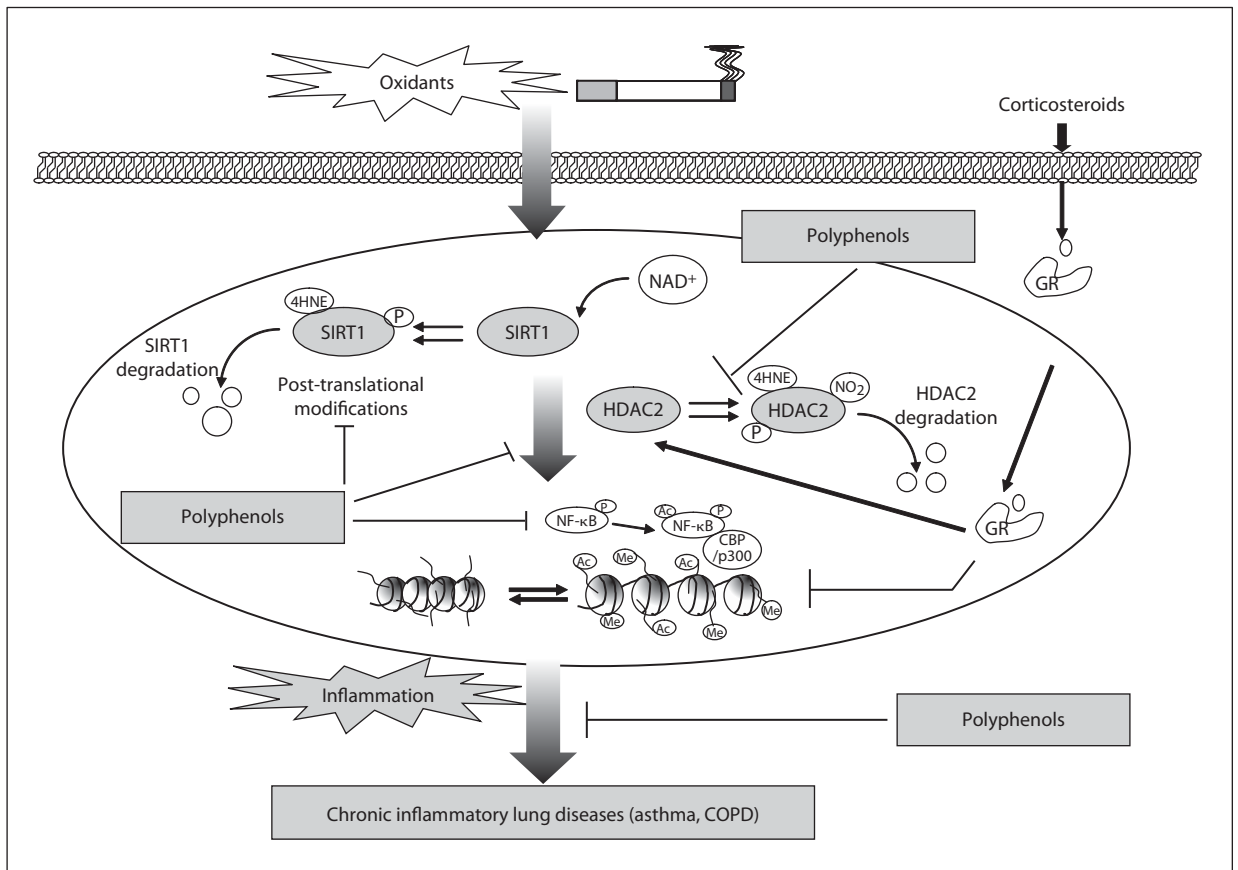 Oxidants
Corticosteroids
Polyphenols
GR
NAD+
4HNE
P
SIRT1
SIRT1
SIRT1
degradation
Post-translational
modifications
4HNE
NO2
HDAC2
HDAC2
P
HDAC2
degradation
Polyphenols
P
NF-κB
Ac
P
NF-κB
CBP
/p300
GR
Ac
Me
Ac
Me
Ac
Me
Me
Inflammation
Polyphenols
Chronic inflammatory lung diseases (asthma, COPD)